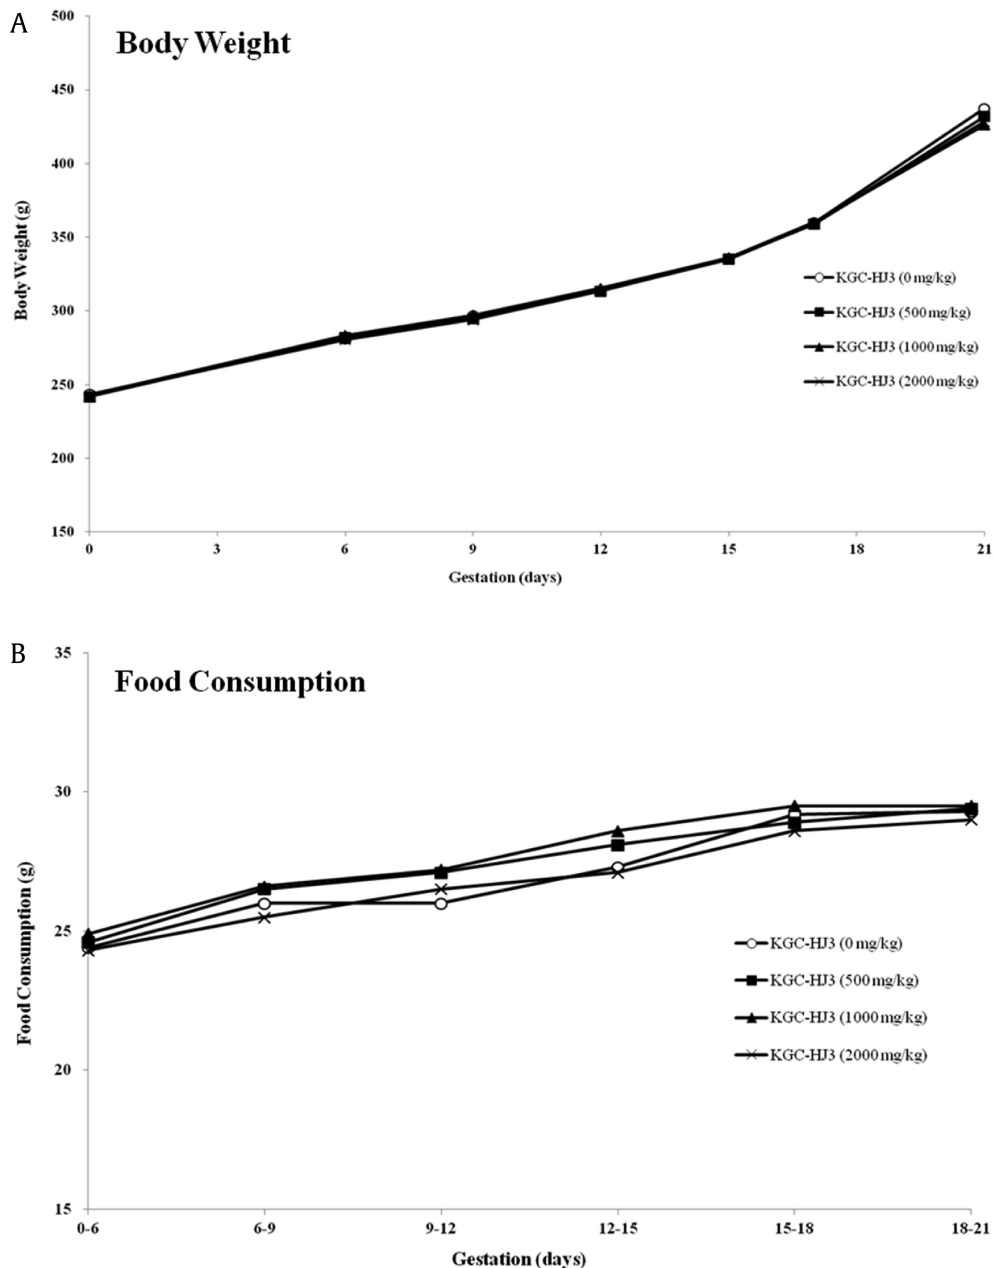 A
Body Weight
500
450
400
350
300
250
200
150
Body Weight (g)
KGC-HJ3 (0 mg/kg)
KGC-HJ3 (500 mg/kg)
KGC-HJ3 (1000 mg/kg)
KGC-HJ3 (2000 mg/kg)
0 3 6 9 12 15 18 21
Gestation (days)
B
Food Consumption
35
30
25
20
15
Food Consumption (g)
KGC-HJ3 (0 mg/kg)
KGC-HJ3 (500 mg/kg)
KGC-HJ3 (1000 mg/kg)
KGC-HJ3 (2000 mg/kg)
0-6 6-9 9-12 12-15 15-18 18-21
Gestation (days)